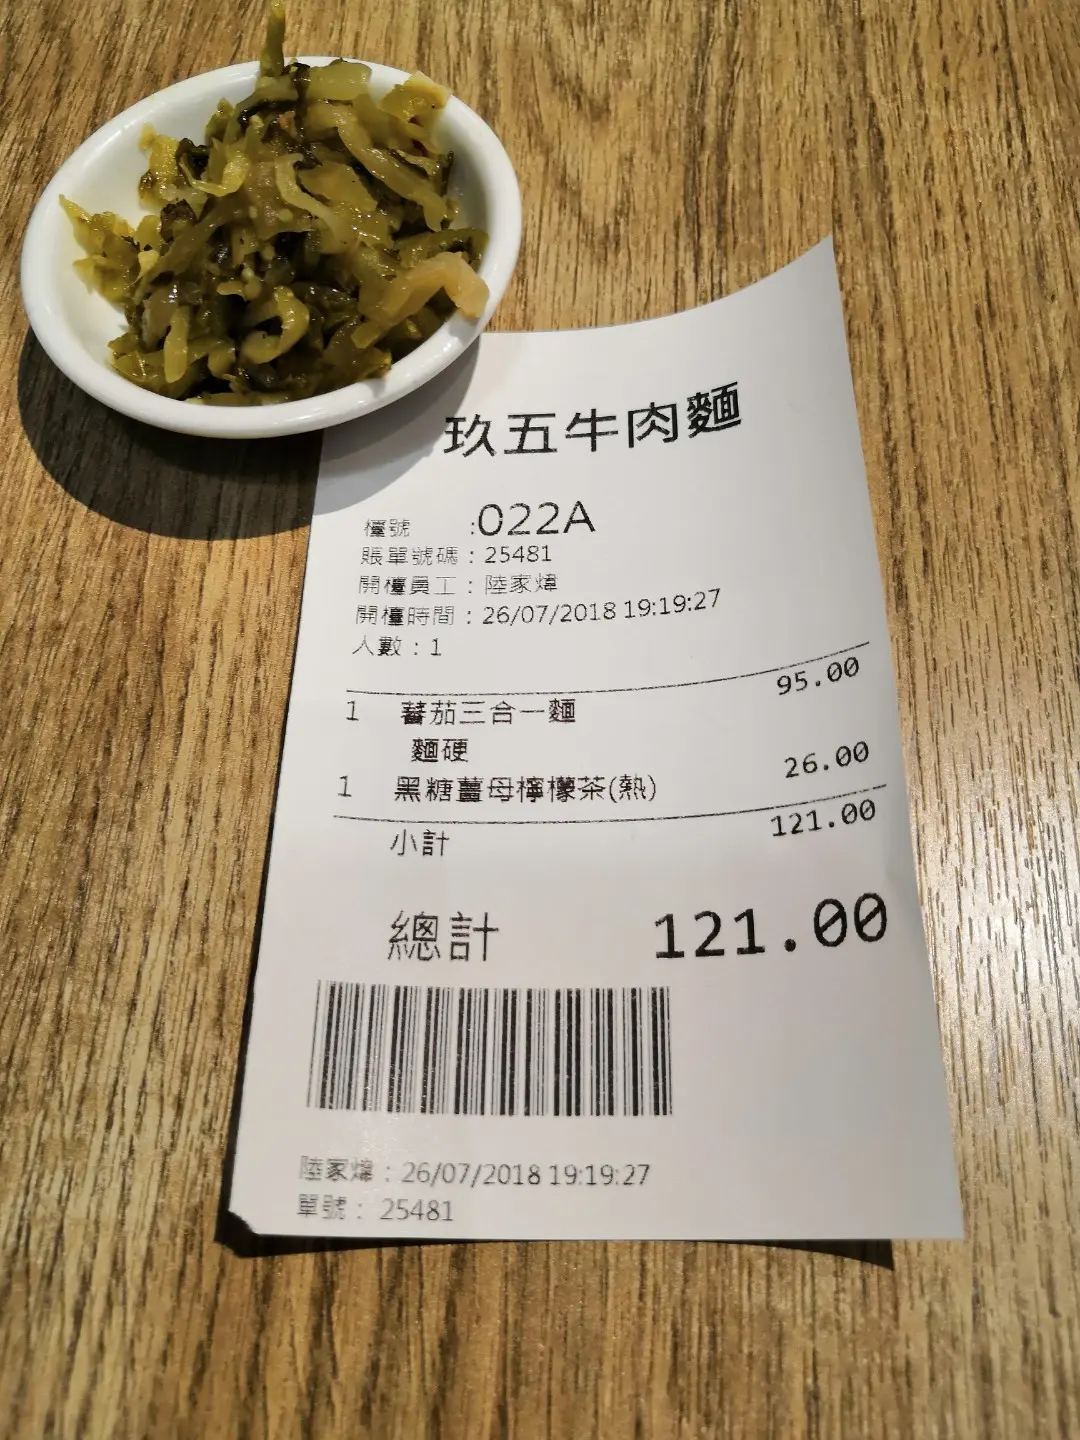 玖五牛肉麵
檯號 :022A
賬單號碼：25481
開檯員工：陸家煒
開檯時間：26/07/2018 19:19:27
人數：1
1 蕃茄三合一麵 95.00
麵硬
1 黑糖薑母檸檬茶(熱) 26.00
小計 121.00
總計 121.00
陸家煒：26/07/2018 19:19:27
單號： 25481